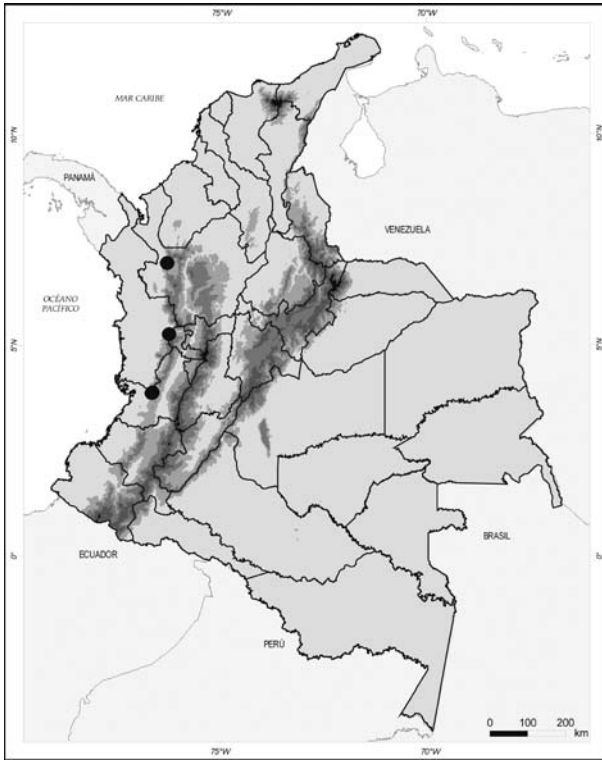 75°W
70°W
MAR CARIBE
10°N
10°N
PANAMÁ
VENEZUELA
OCÉANO
PACÍFICO
5°N
5°N
0°
0°
ECUADOR
BRASIL
PERÚ
0 100 200
km
75°W
70°W